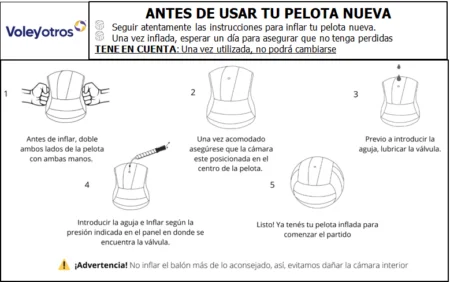 ANTES DE USAR TU PELOTA NUEVA
Voleyotros
Seguir atentamente las instrucciones para inflar tu pelota nueva.
Una vez inflada, esperar un día para asegurar que no tenga perdidas
TENE EN CUENTA: Una vez utilizada, no podrá cambiarse
1
Antes de inflar, doble
ambos lados de la pelota
con ambas manos.
2
Una vez acomodado
asegúrese que la cámara
este posicionada en el
centro de la pelota.
3
Previo a introducir la
aguja, lubricar la válvula.
4
Introducir la aguja e Inflar según la
presión indicada en el panel en donde se
encuentra la válvula.
5
Listo! Ya tenés tu pelota inflada para
comenzar el partido
¡Advertencia! No inflar el balón más de lo aconsejado, así, evitamos dañar la cámara interior